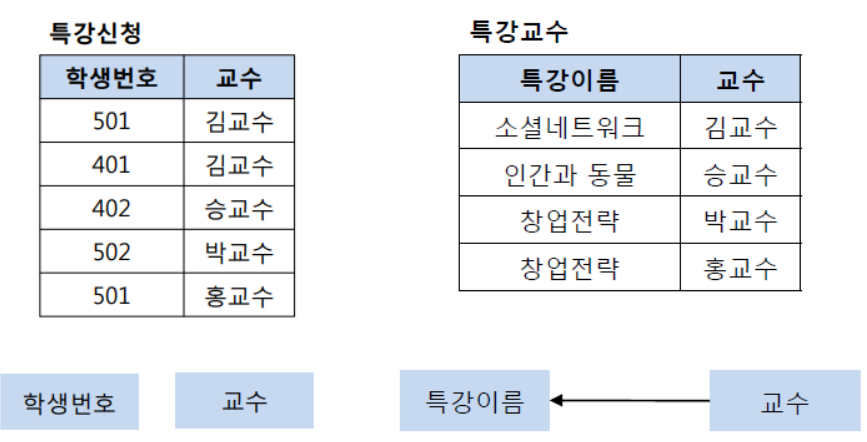 특강신청
학생번호 교수
501 김교수
401 김교수
402 승교수
502 박교수
501 홍교수
특강교수
특강이름 교수
소셜네트워크 김교수
인간과 동물 승교수
창업전략 박교수
창업전략 홍교수
학생번호 교수
특강이름 교수